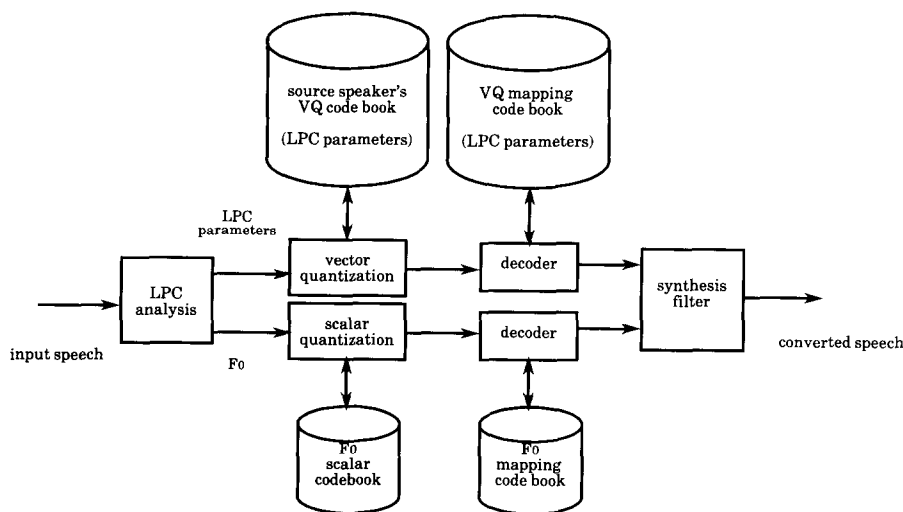 source speaker's
VQ code book
(LPC parameters)
VQ mapping
code book
(LPC parameters)
LPC
parameters
vector
quantization
decoder
LPC
analysis
synthesis
filter
scalar
quantization
decoder
input speech
F0
converted speech
F0
scalar
codebook
F0
mapping
code book